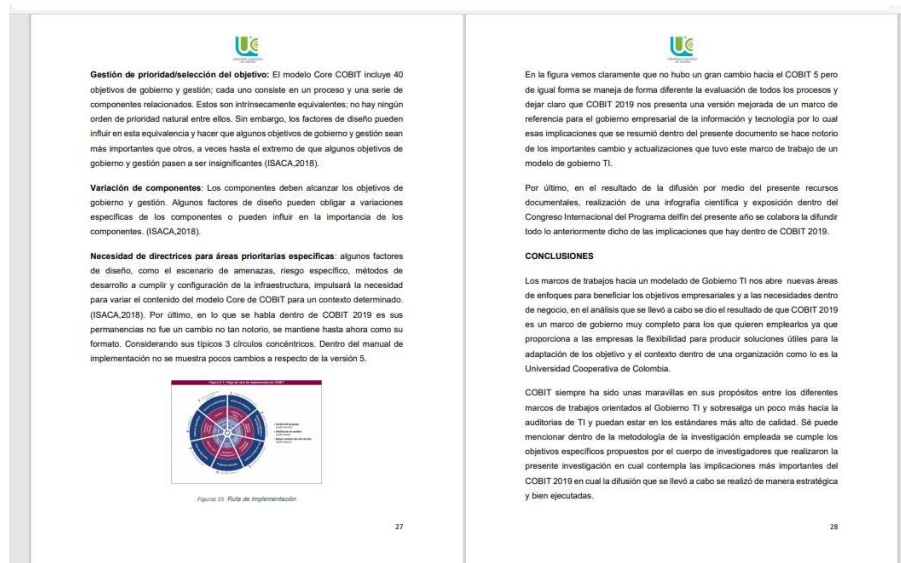 Gestión de prioridad/selección del objetivo: El modelo Core COBIT incluye 40
objetivos de gobierno y gestión; cada uno consiste en un proceso y una serie de
componentes relacionados. Estos son intrínsecamente equivalentes; no hay ningún
orden de prioridad natural entre ellos. Sin embargo, los factores de diseño pueden
influir en esta equivalencia y hacer que algunos objetivos de gobierno y gestión sean
más importantes que otros, a veces hasta el extremo de que algunos objetivos de
gobierno y gestión pasen a ser insignificantes (ISACA,2018).
Variación de componentes: Los componentes deben alcanzar los objetivos de
gobierno y gestión. Algunos factores de diseño pueden obligar a variaciones
específicas de los componentes o pueden influir en la importancia de los
componentes. (ISACA,2018).
Necesidad de directrices para áreas prioritarias específicas: algunos factores
de diseño, como el escenario de amenazas, riesgo específico, métodos de
desarrollo a cumplir y configuración de la infraestructura, impulsará la necesidad
para variar el contenido del modelo Core de COBIT para un contexto determinado.
(ISACA,2018). Por último, en lo que se habla dentro de COBIT 2019 es sus
permanencias no fue un cambio no tan notorio, se mantiene hasta ahora como su
formato. Considerando sus típicos 3 círculos concéntricos. Dentro del manual de
implementación no se muestra pocos cambios a respecto de la versión 5.
Figuras 15 Ruta de Implementación
27
En la figura vemos claramente que no hubo un gran cambio hacia el COBIT 5 pero
de igual forma se maneja de forma diferente la evaluación de todos los procesos y
dejar claro que COBIT 2019 nos presenta una versión mejorada de un marco de
referencia para el gobierno empresarial de la información y tecnología por lo cual
esas implicaciones que se resumió dentro del presente documento se hace notorio
de los importantes cambio y actualizaciones que tuvo este marco de trabajo de un
modelo de gobierno TI.
Por último, en el resultado de la difusión por medio del presente recursos
documentales, realización de una infografía científica y exposición dentro del
Congreso Internacional del Programa delfín del presente año se colabora la difundir
todo lo anteriormente dicho de las implicaciones que hay dentro de COBIT 2019.
CONCLUSIONES
Los marcos de trabajos hacia un modelado de Gobierno TI nos abre nuevas áreas
de enfoques para beneficiar los objetivos empresariales y a las necesidades dentro
de negocio, en el análisis que se llevó a cabo se dio el resultado de que COBIT 2019
es un marco de gobierno muy completo para los que quieren emplearlos ya que
proporciona a las empresas la flexibilidad para producir soluciones útiles para la
adaptación de los objetivo y el contexto dentro de una organización como lo es la
Universidad Cooperativa de Colombia.
COBIT siempre ha sido unas maravillas en sus propósitos entre los diferentes
marcos de trabajos orientados al Gobierno TI y sobresalga un poco más hacia la
auditorias de TI y puedan estar en los estándares más alto de calidad. Sé puede
mencionar dentro de la metodología de la investigación empleada se cumple los
objetivos específicos propuestos por el cuerpo de investigadores que realizaron la
presente investigación en cual contempla las implicaciones más importantes del
COBIT 2019 en cual la difusión que se llevó a cabo se realizó de manera estratégica
y bien ejecutadas.
28